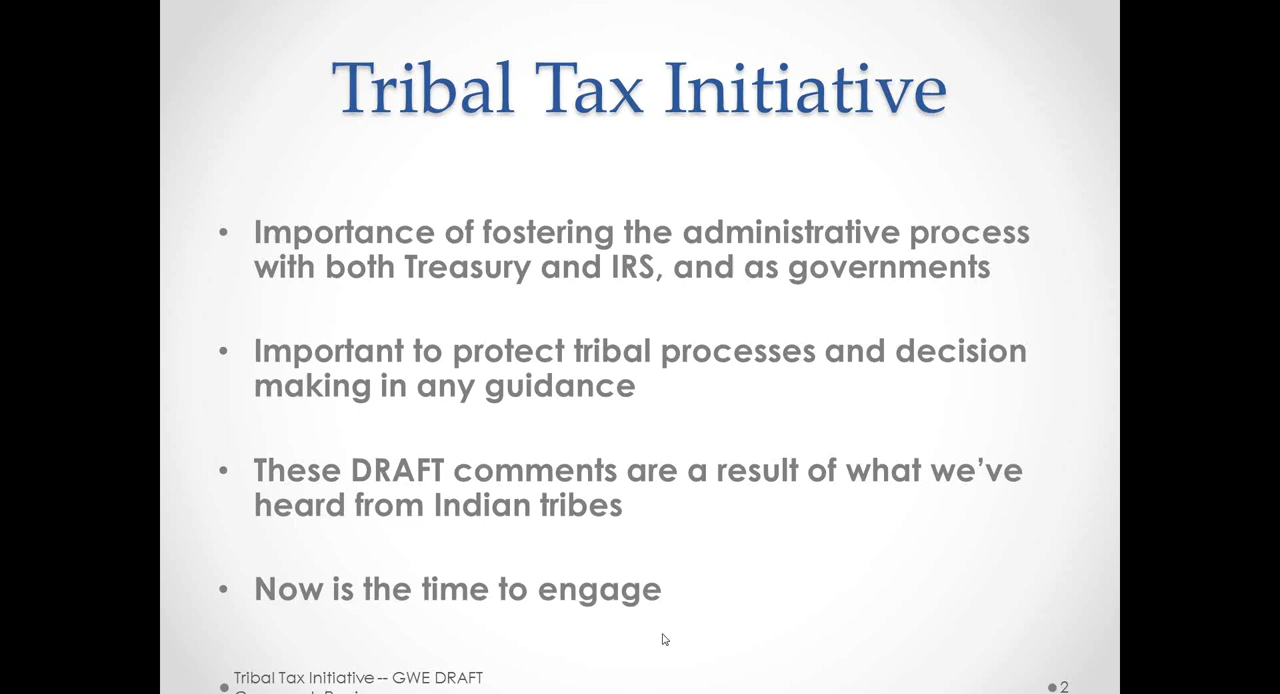 Tribal Tax Initiative
• Importance of fostering the administrative process
with both Treasury and IRS, and as governments
• Important to protect tribal processes and decision
making in any guidance
• These DRAFT comments are a result of what we’ve
heard from Indian tribes
• Now is the time to engage
Tribal Tax Initiative -- GWE DRAFT
2